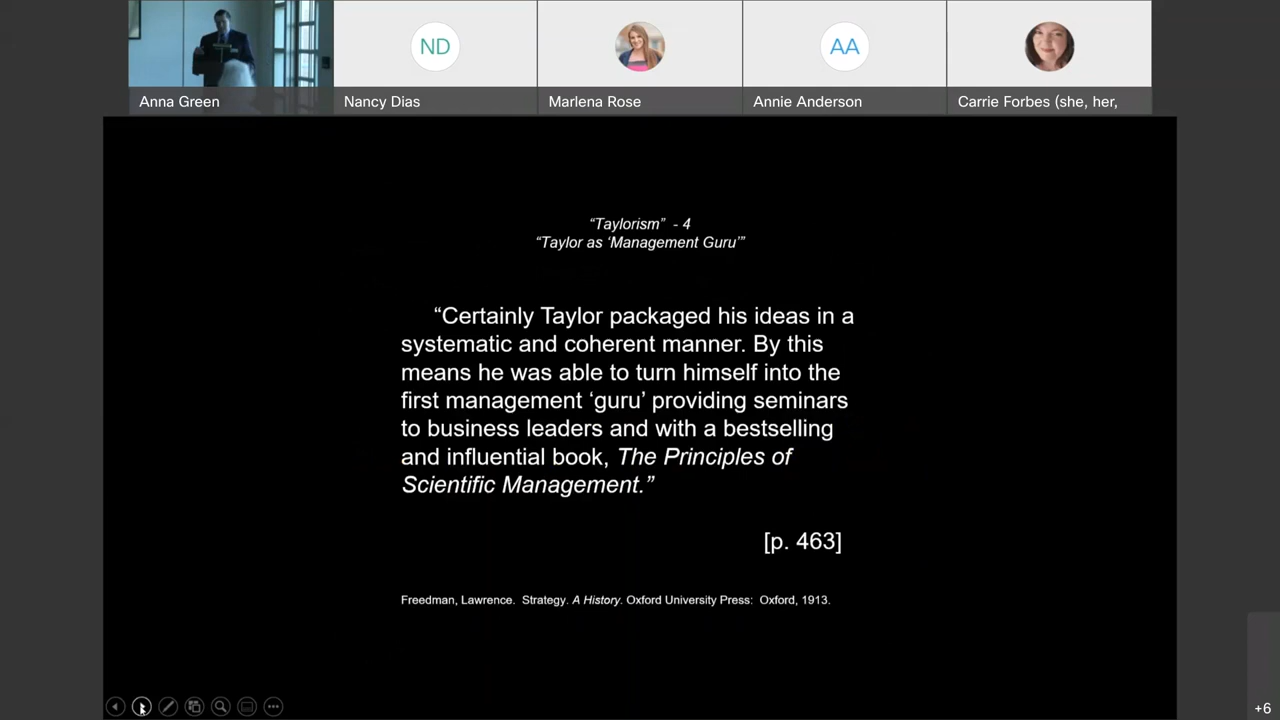 ND
AA
Anna Green
Nancy Dias
Marlena Rose
Annie Anderson
Carrie Forbes (she, her,
“Taylorism” - 4
“Taylor as ‘Management Guru’”
“Certainly Taylor packaged his ideas in a
systematic and coherent manner. By this
means he was able to turn himself into the
first management ‘guru’ providing seminars
to business leaders and with a bestselling
and influential book, The Principles of
Scientific Management.”
[p. 463]
Freedman, Lawrence. Strategy. A History. Oxford University Press: Oxford, 1913.
+6